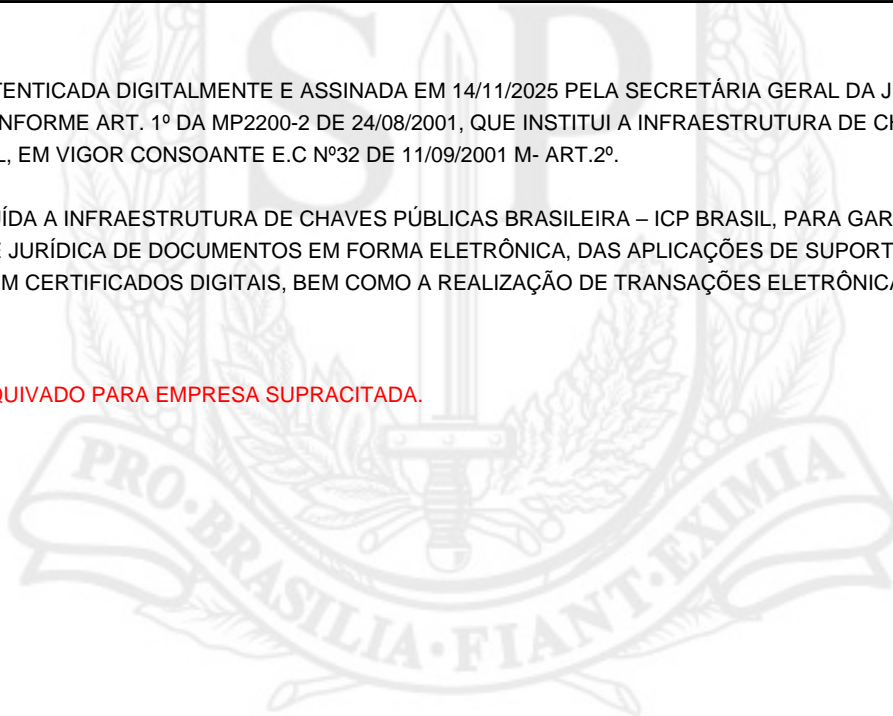 TENTICADA DIGITALMENTE E ASSINADA EM 14/11/2025 PELA SECRETÁRIA GERAL DA J
NFORME ART. 1º DA MP2200-2 DE 24/08/2001, QUE INSTITUI A INFRAESTRUTURA DE CH
L, EM VIGOR CONSOANTE E.C Nº32 DE 11/09/2001 M- ART.2º.
UÍDA A INFRAESTRUTURA DE CHAVES PÚBLICAS BRASILEIRA – ICP BRASIL, PARA GAR
E JURÍDICA DE DOCUMENTOS EM FORMA ELETRÔNICA, DAS APLICAÇÕES DE SUPORT
M CERTIFICADOS DIGITAIS, BEM COMO A REALIZAÇÃO DE TRANSAÇÕES ELETRÔNICA
QUIVADO PARA EMPRESA SUPRACITADA.
SP
PRO·BRASILIA·FIANT·EXIMIA